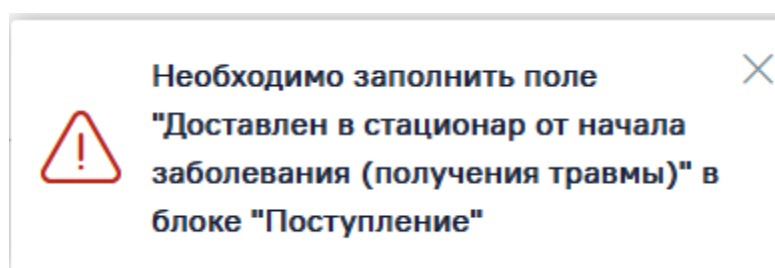 Необходимо заполнить поле
"Доставлен в стационар от начала
заболевания (получения травмы)" в
блоке "Поступление"